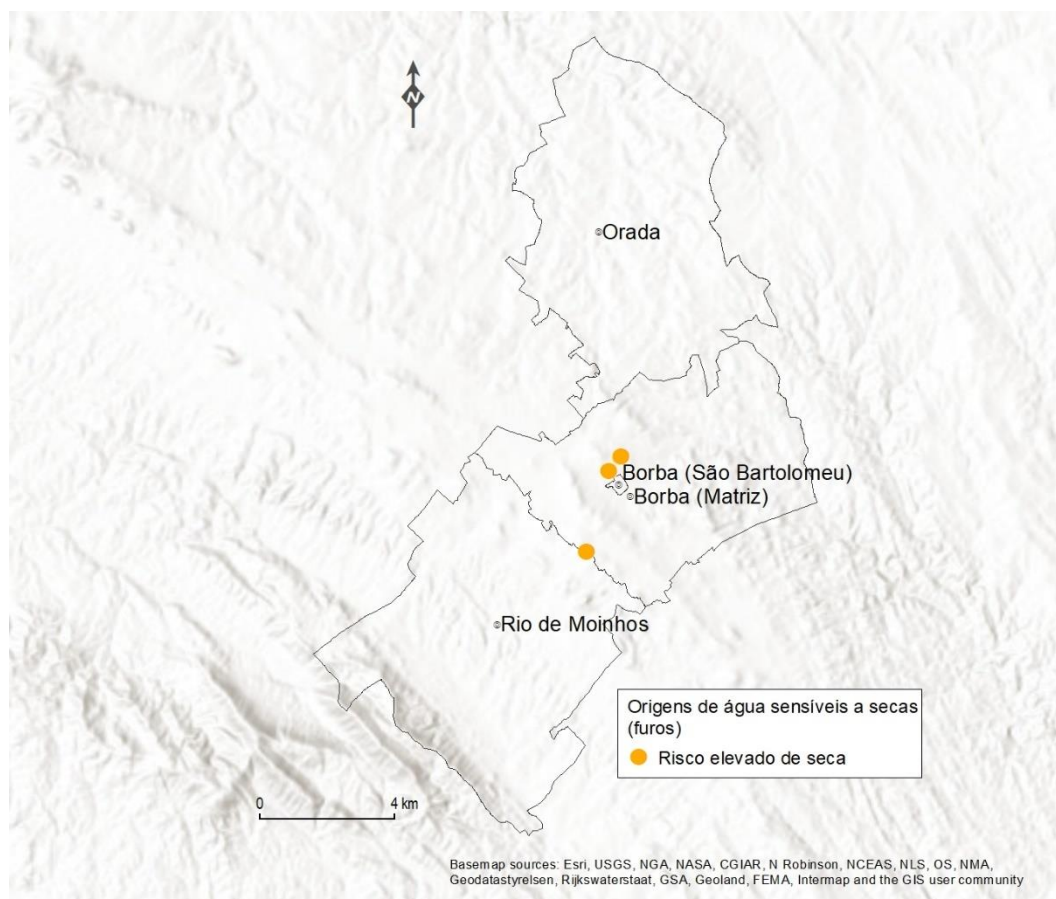 N
Orada
Borba (São Bartolomeu)
Borba (Matriz)
Rio de Moinhos
Origens de água sensíveis a secas
(furos)
Risco elevado de seca
0 4 km
Basemap sources: Esri, USGS, NGA, NASA, CGIAR, N Robinson, NCEAS, NLS, OS, NMA,
Geodatastyrelsen, Rijkswaterstaat, GSA, Geoland, FEMA, Intermap and the GIS user community